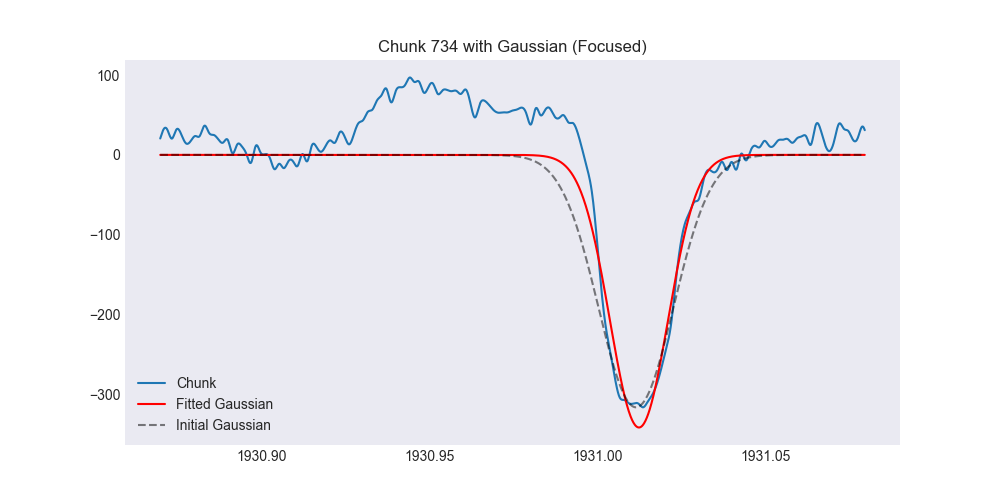 Chunk 734 with Gaussian (Focused)
100
0
−100
−200
−300
Chunk
Fitted Gaussian
Initial Gaussian
1930.90 1930.95 1931.00 1931.05